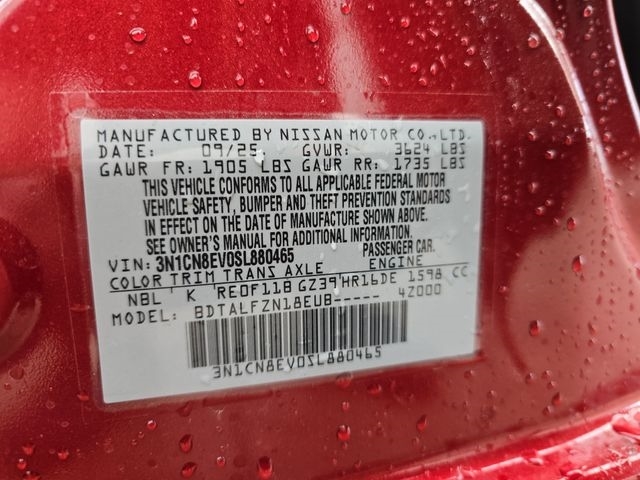 MANUFACTURED BY NISSAN MOTOR CO.,LTD.
DATE: 09/25 GVWR: 3624 LBS
GAWR FR: 1905 LBS GAWR RR: 1735 LBS
THIS VEHICLE CONFORMS TO ALL APPLICABLE FEDERAL MOTOR
VEHICLE SAFETY, BUMPER AND THEFT PREVENTION STANDARDS
IN EFFECT ON THE DATE OF MANUFACTURE SHOWN ABOVE.
SEE OWNER'S MANUAL FOR ADDITIONAL INFORMATION.
VIN: 3N1CN8EV0SL880465 PASSENGER CAR.
COLOR TRIM TRANS AXLE ENGINE
NBL K RE0F11B GZ39 HR16DE 1598 CC
MODEL: BDTALFZN18EUB----- 4Z000
3N1CN8EV0SL880465